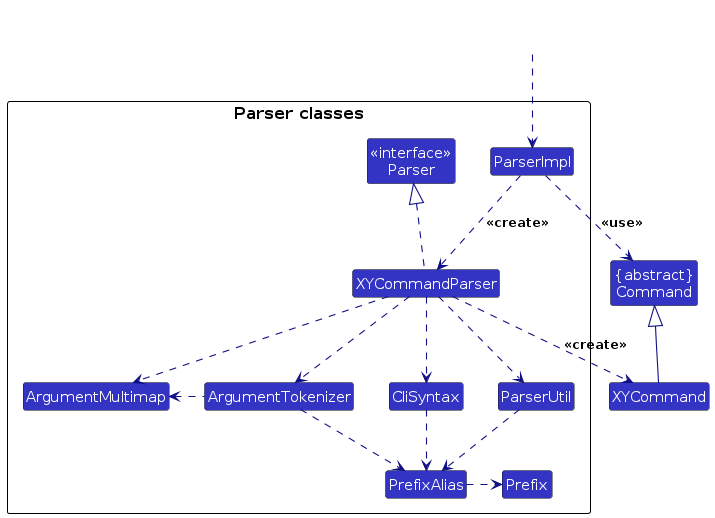 Parser classes
«interface»
Parser
ParserImpl
«create»
«use»
XYCommandParser
{abstract}
Command
«create»
ArgumentMultimap
ArgumentTokenizer
CliSyntax
ParserUtil
XYCommand
PrefixAlias
Prefix